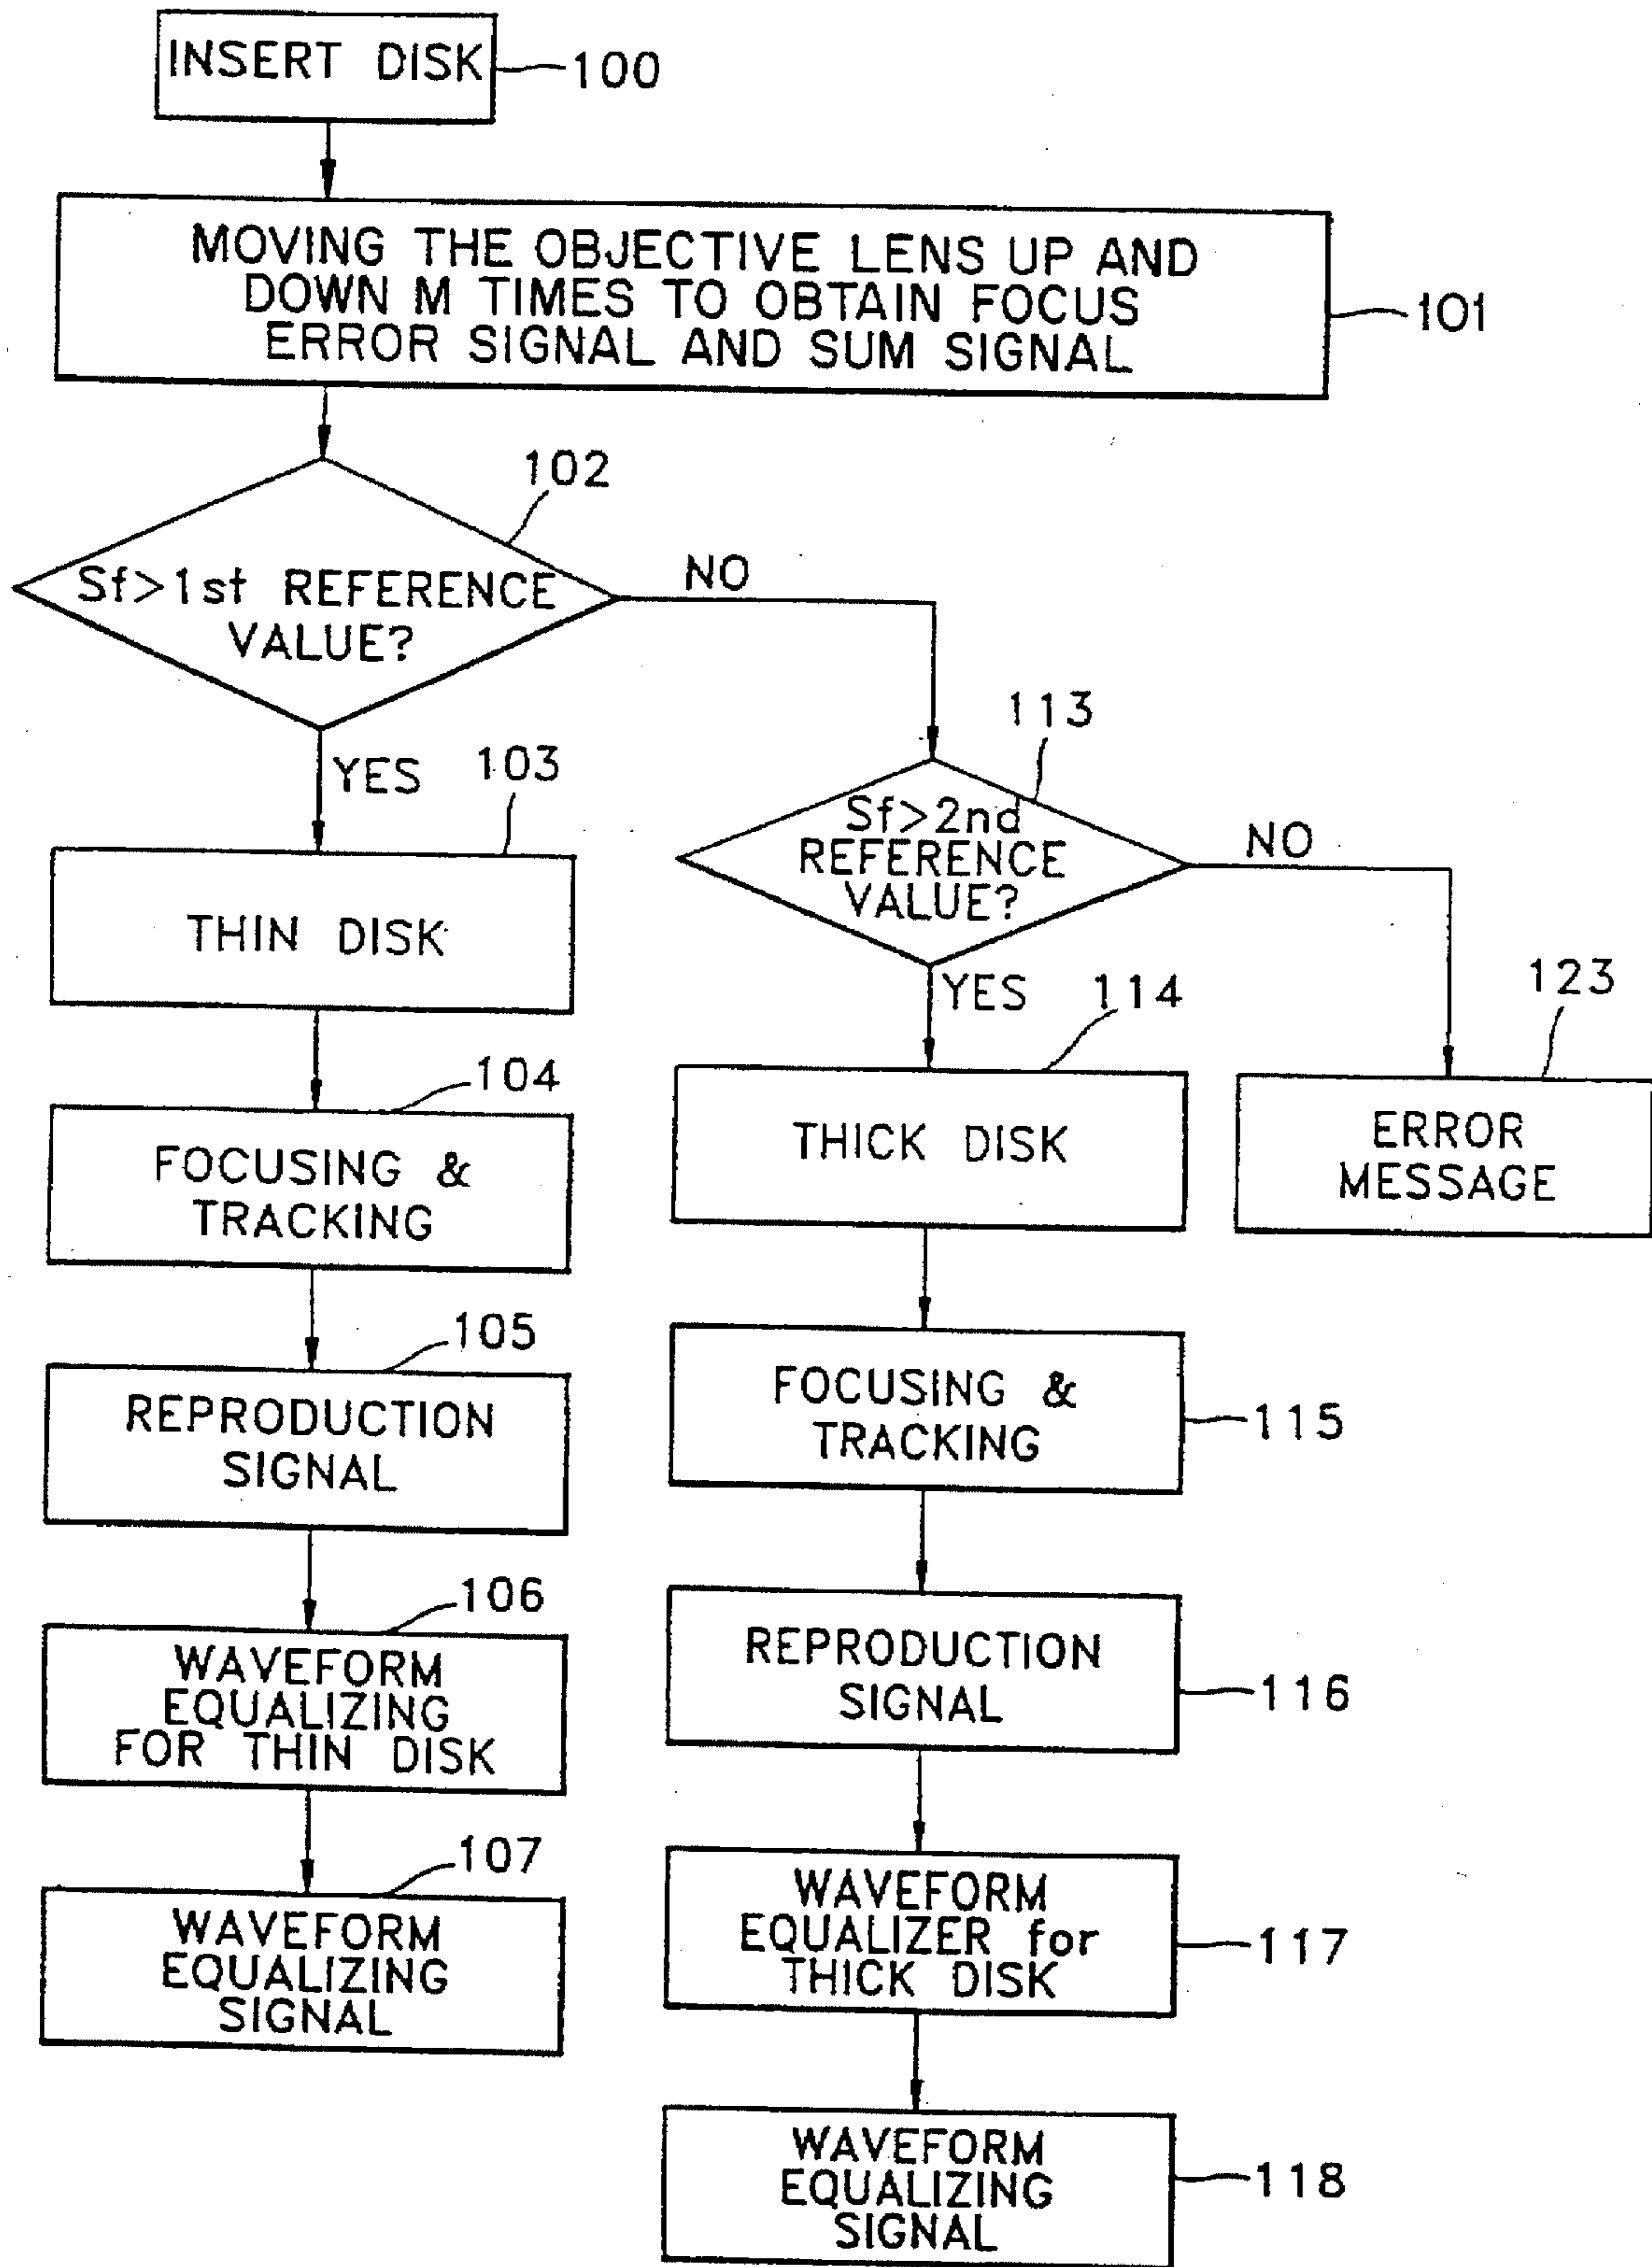 INSERT DISK
100
MOVING THE OBJECTIVE LENS UP AND
DOWN M TIMES TO OBTAIN FOCUS
ERROR SIGNAL AND SUM SIGNAL
101
102
Sf>1st REFERENCE
VALUE?
NO
YES
103
THIN DISK
113
Sf>2nd
REFERENCE
VALUE?
NO
YES
114
123
THICK DISK
ERROR
MESSAGE
104
FOCUSING &
TRACKING
105
REPRODUCTION
SIGNAL
106
WAVEFORM
EQUALIZING
FOR THIN DISK
107
WAVEFORM
EQUALIZING
SIGNAL
FOCUSING &
TRACKING
115
REPRODUCTION
SIGNAL
116
WAVEFORM
EQUALIZER for
THICK DISK
117
WAVEFORM
EQUALIZING
SIGNAL
118